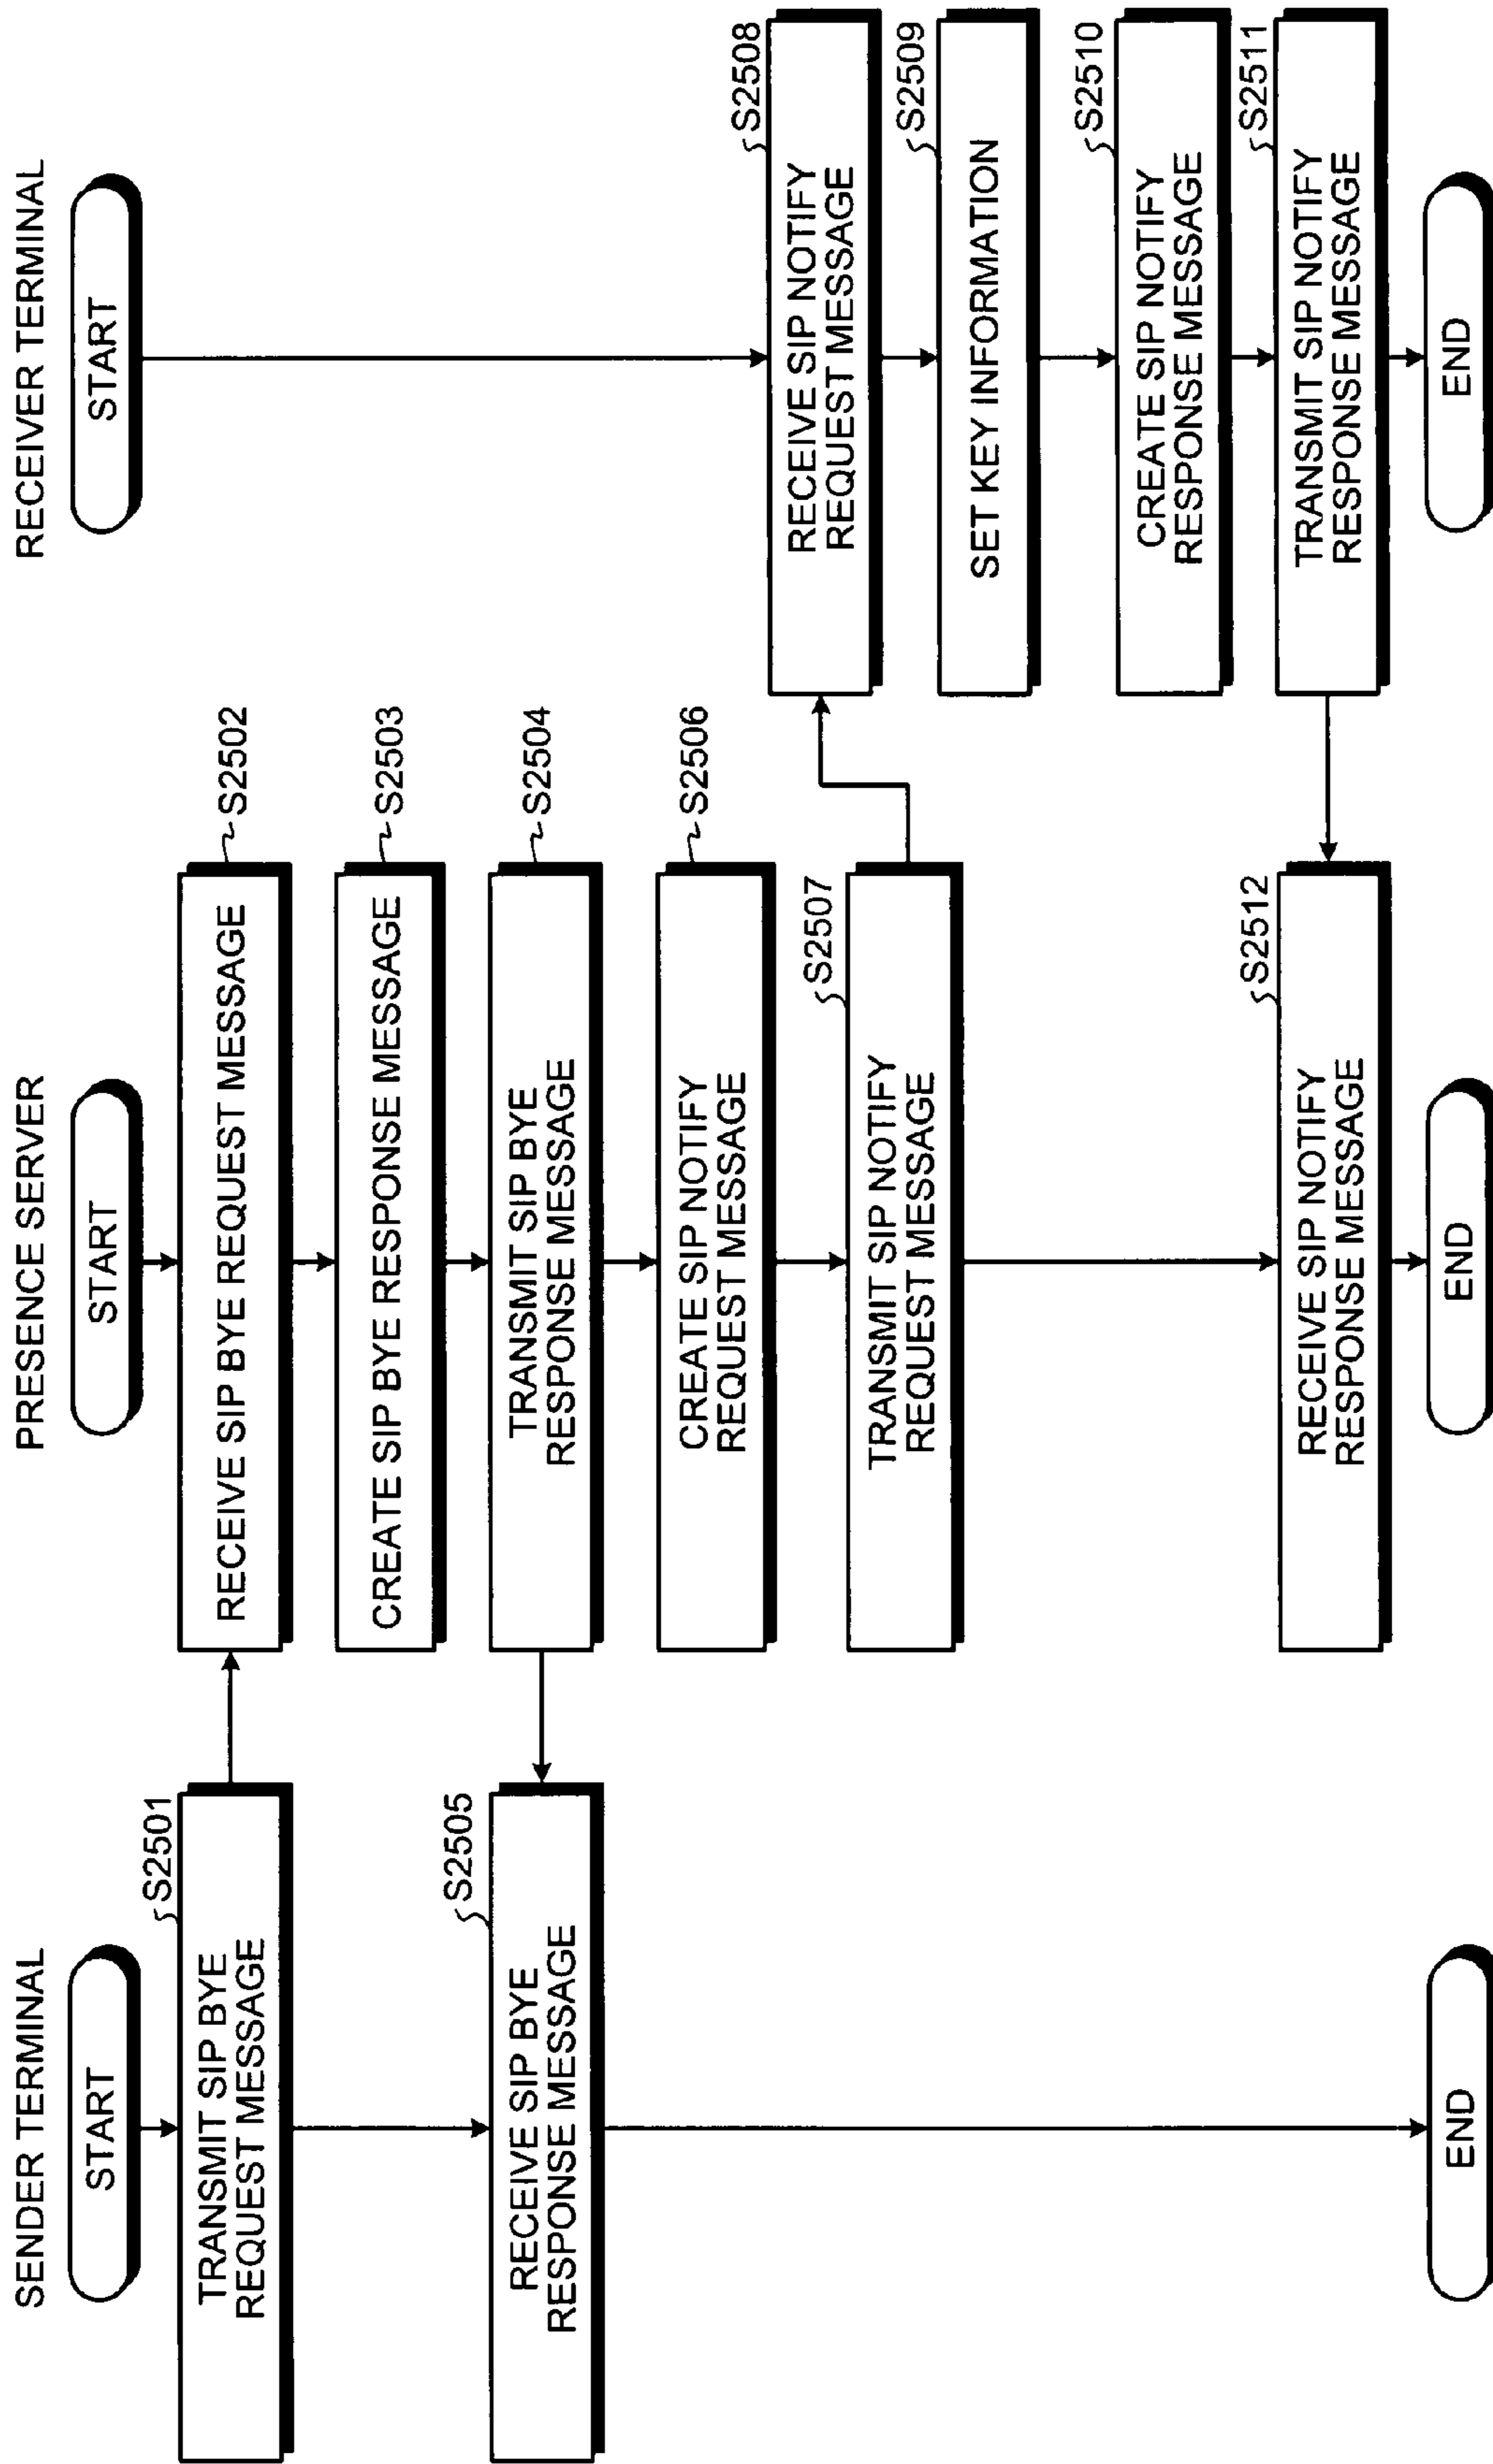 SENDER TERMINAL
START
S2501
TRANSMIT SIP BYE
REQUEST MESSAGE
S2505
RECEIVE SIP BYE
RESPONSE MESSAGE
END
PRESENCE SERVER
START
RECEIVE SIP BYE REQUEST MESSAGE
S2502
CREATE SIP BYE RESPONSE MESSAGE
S2503
TRANSMIT SIP BYE
RESPONSE MESSAGE
S2504
CREATE SIP NOTIFY
REQUEST MESSAGE
S2506
S2507
TRANSMIT SIP NOTIFY
REQUEST MESSAGE
S2512
RECEIVE SIP NOTIFY
RESPONSE MESSAGE
END
RECEIVER TERMINAL
START
S2508
RECEIVE SIP NOTIFY
REQUEST MESSAGE
S2509
SET KEY INFORMATION
S2510
CREATE SIP NOTIFY
RESPONSE MESSAGE
S2511
TRANSMIT SIP NOTIFY
RESPONSE MESSAGE
END